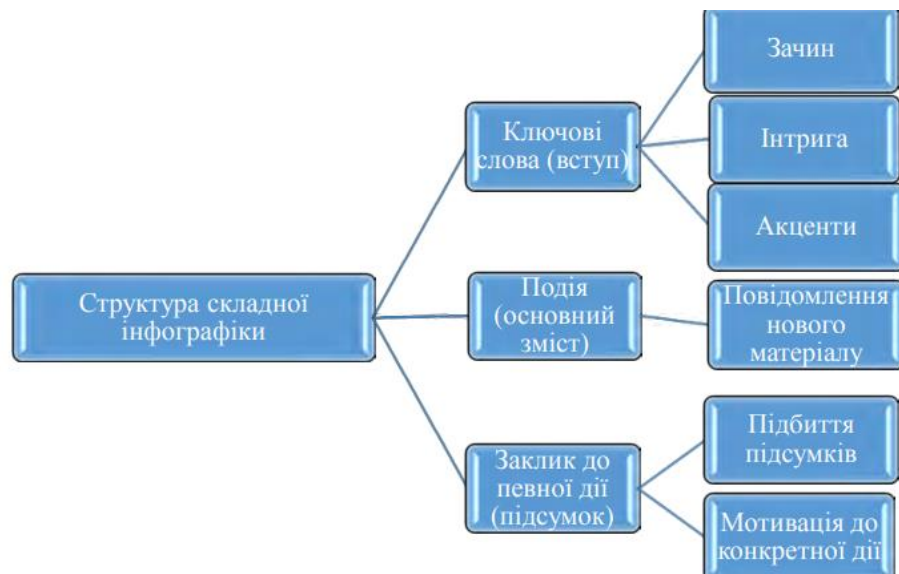 Структура складної
інфографіки
Ключові
слова (вступ)
Зачин
Інтрига
Акценти
Подія
(основний
зміст)
Повідомлення
нового
матеріалу
Заклик до
певної дії
(підсумок)
Підбиття
підсумків
Мотивація до
конкретної дії